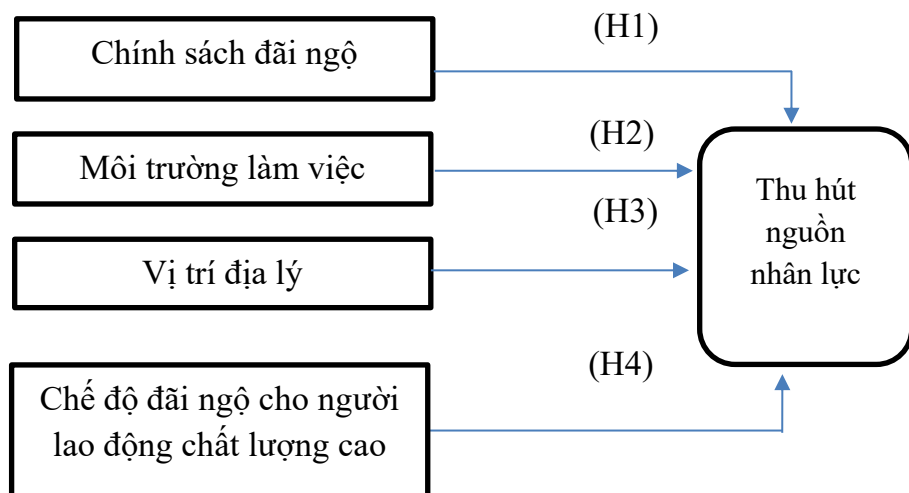 Chính sách đãi ngộ
(H1)
Môi trường làm việc
(H2)
Vị trí địa lý
(H3)
Chế độ đãi ngộ cho người
lao động chất lượng cao
(H4)
Thu hút
nguồn
nhân lực